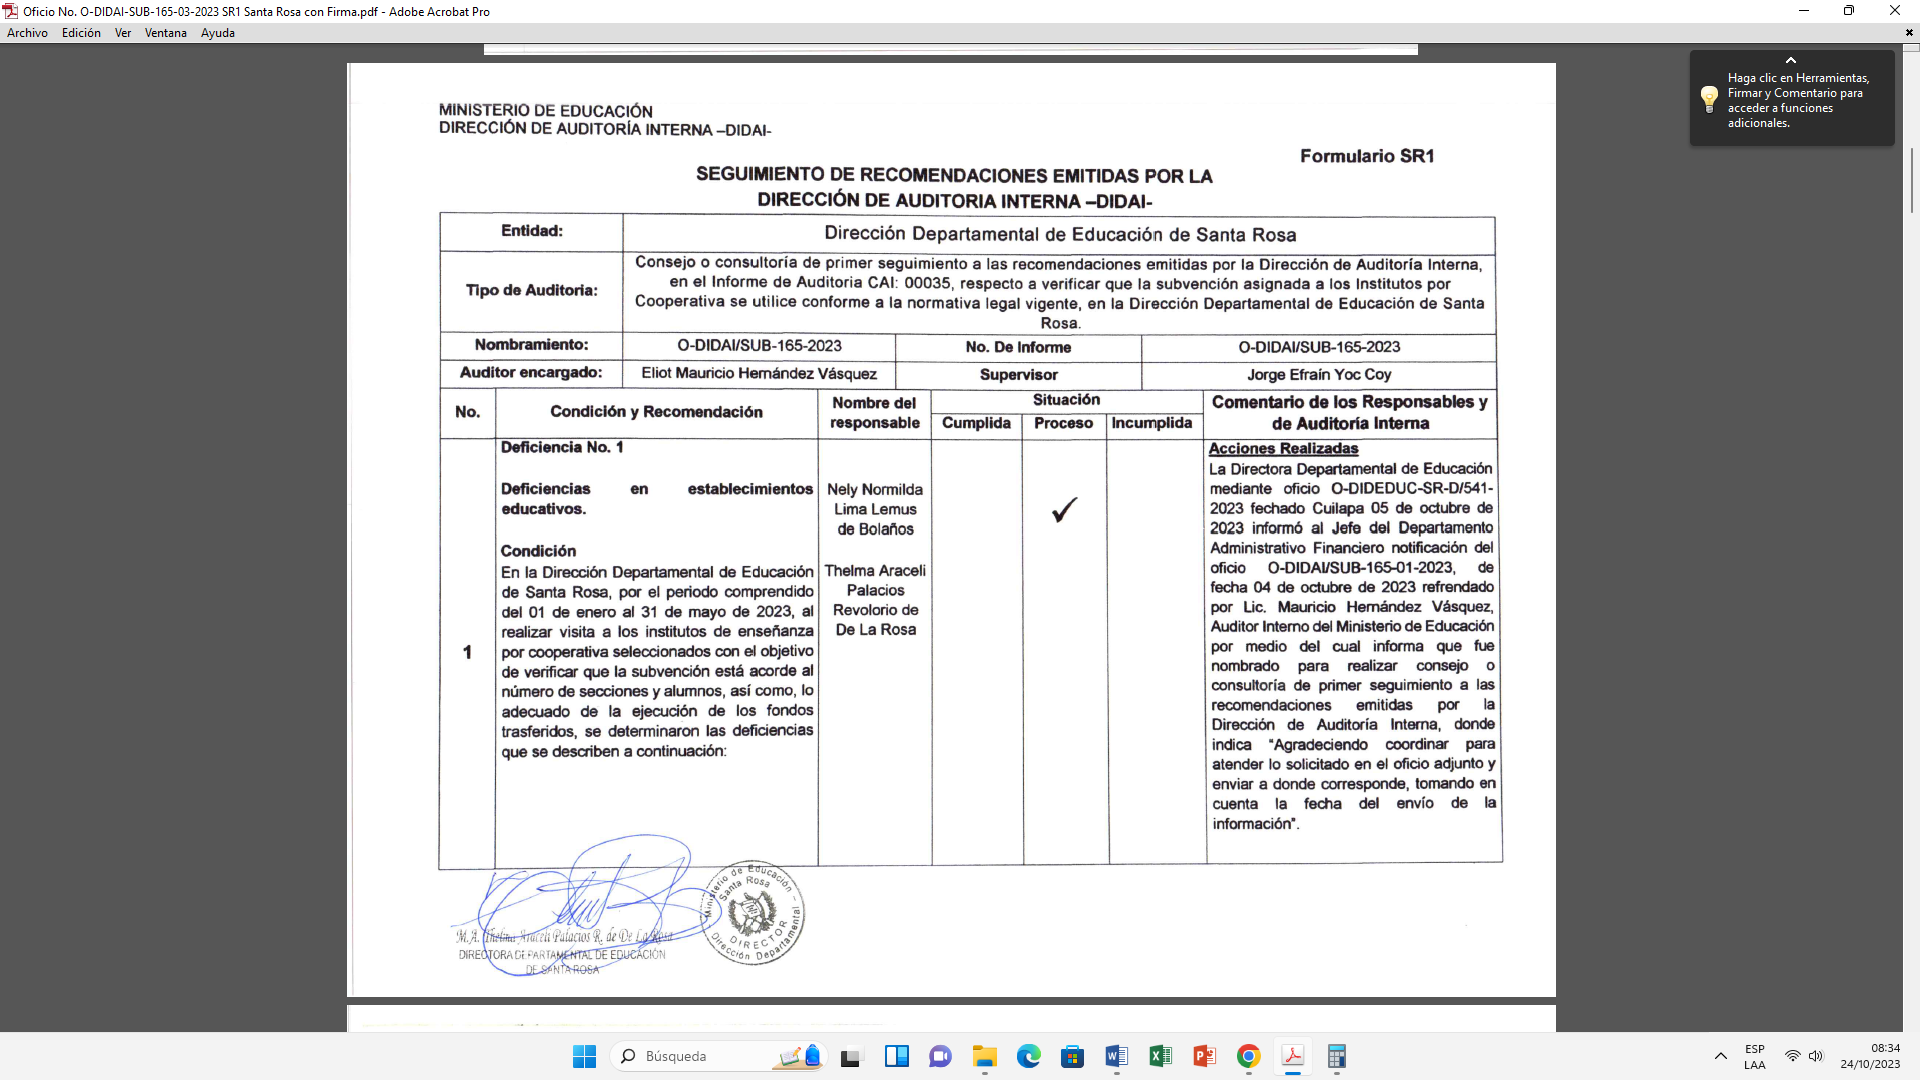 Oficio No. O-DIDAI-SUB-165-03-2023 SR1 Santa Rosa con Firma.pdf - Adobe Acrobat Pro
Archivo Edición Ver Ventana Ayuda
Haga clic en Herramientas,
Firmar y Comentario para
acceder a funciones
adicionales.
MINISTERIO DE EDUCACIÓN
DIRECCIÓN DE AUDITORÍA INTERNA –DIDAI-
Formulario SR1
SEGUIMIENTO DE RECOMENDACIONES EMITIDAS POR LA
DIRECCIÓN DE AUDITORIA INTERNA –DIDAI-
Entidad:
Dirección Departamental de Educación de Santa Rosa
Tipo de Auditoria:
Consejo o consultoría de primer seguimiento a las recomendaciones emitidas por la Dirección de Auditoría Interna,
en el Informe de Auditoria CAI: 00035, respecto a verificar que la subvención asignada a los Institutos por
Cooperativa se utilice conforme a la normativa legal vigente, en la Dirección Departamental de Educación de Santa
Rosa.
Nombramiento: O-DIDAI/SUB-165-2023 No. De Informe O-DIDAI/SUB-165-2023
Auditor encargado: Eliot Mauricio Hernández Vásquez Supervisor Jorge Efraín Yoc Coy
No.
Condición y Recomendación
Nombre del
responsable
Situación
Cumplida Proceso Incumplida
Comentario de los Responsables y
de Auditoría Interna
1
Deficiencia No. 1
Deficiencias en establecimientos
educativos.
Condición
En la Dirección Departamental de Educación
de Santa Rosa, por el periodo comprendido
del 01 de enero al 31 de mayo de 2023, al
realizar visita a los institutos de enseñanza
por cooperativa seleccionados con el objetivo
de verificar que la subvención está acorde al
número de secciones y alumnos, así como, lo
adecuado de la ejecución de los fondos
trasferidos, se determinaron las deficiencias
que se describen a continuación:
Nely Normilda
Lima Lemus
de Bolaños
Thelma Araceli
Palacios
Revolorio de
De La Rosa
✓
Acciones Realizadas
La Directora Departamental de Educación
mediante oficio O-DIDEDUC-SR-D/541-
2023 fechado Cuilapa 05 de octubre de
2023 informó al Jefe del Departamento
Administrativo Financiero notificación del
oficio O-DIDAI/SUB-165-01-2023, de
fecha 04 de octubre de 2023 refrendado
por Lic. Mauricio Hernández Vásquez,
Auditor Interno del Ministerio de Educación
por medio del cual informa que fue
nombrado para realizar consejo o
consultoría de primer seguimiento a las
recomendaciones emitidas por la
Dirección de Auditoría Interna, donde
indica “Agradeciendo coordinar para
atender lo solicitado en el oficio adjunto y
enviar a donde corresponde, tomando en
cuenta la fecha del envío de la
información”.
M.A. Thelma Araceli Palacios R. de De La Rosa
DIRECTORA DEPARTAMENTAL DE EDUCACIÓN
DE SANTA ROSA
Ministerio de Educación
Santa Rosa
DIRECTOR
Dirección Departamental
Búsqueda
ESP
LAA
08:34
24/10/2023